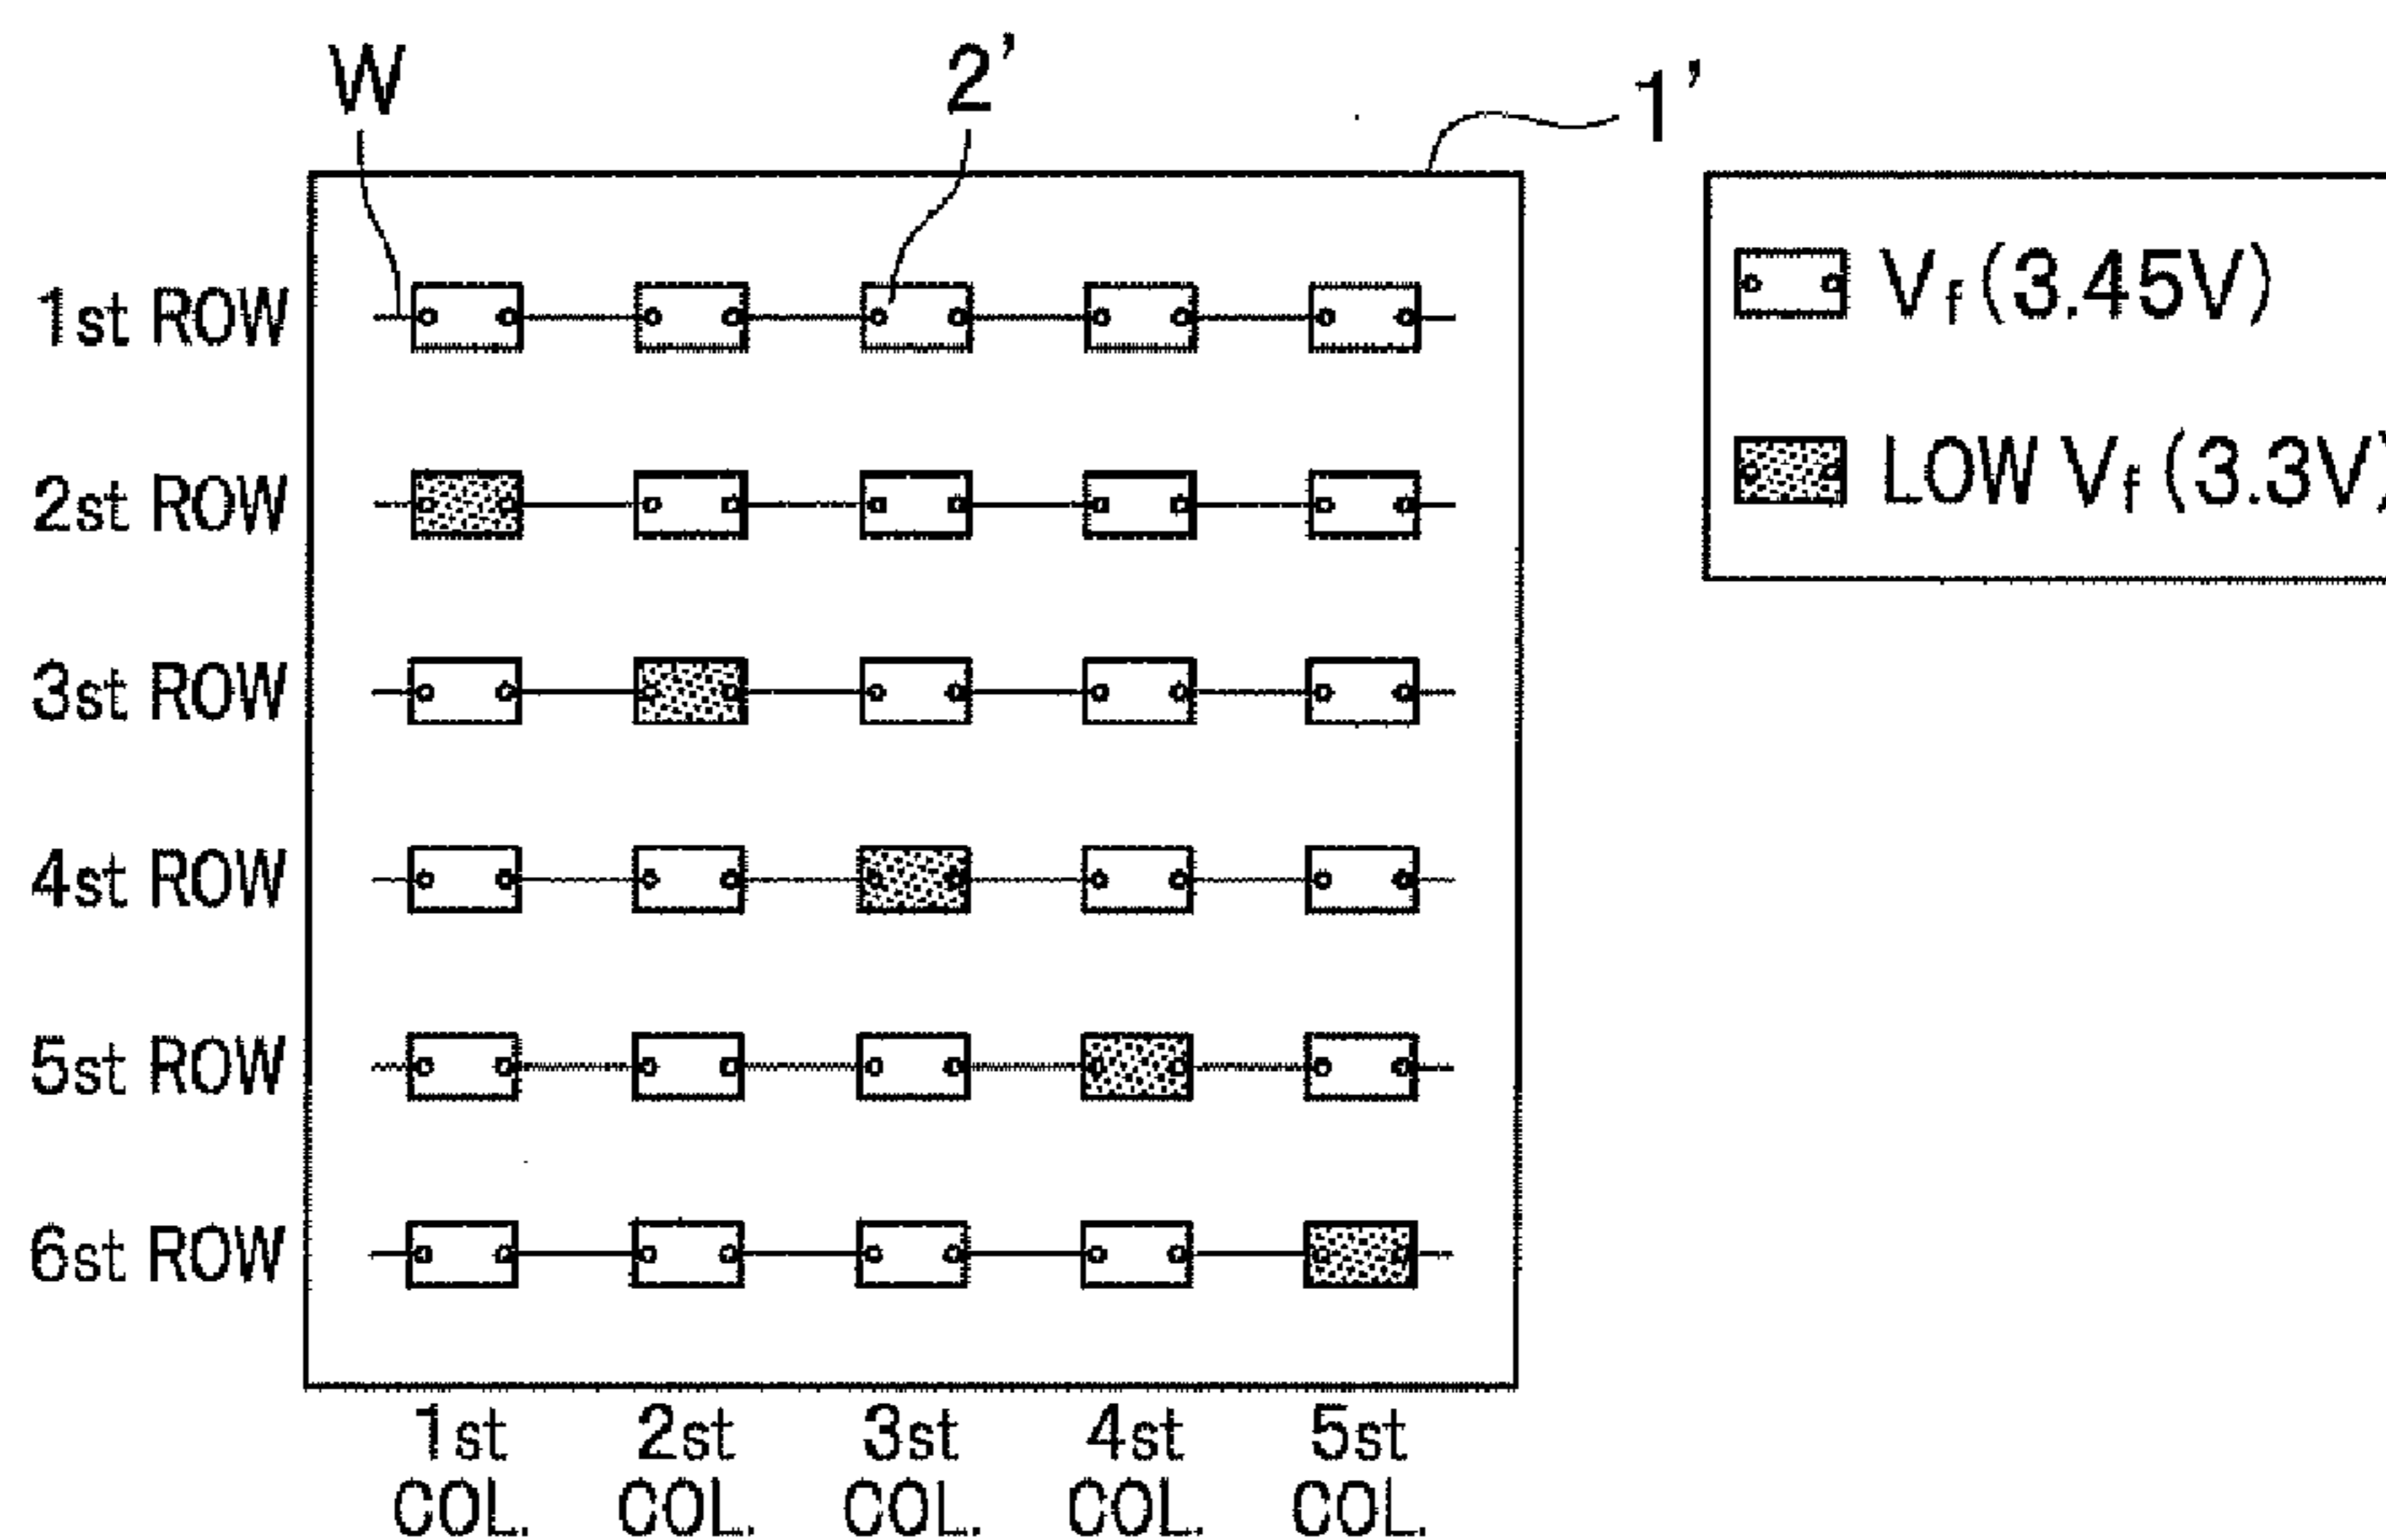 W
2'
1'
1st ROW
2st ROW
3st ROW
4st ROW
5st ROW
6st ROW
1st COL.
2st COL.
3st COL.
4st COL.
5st COL.
Vf (3.45V)
LOW Vf (3.3V)